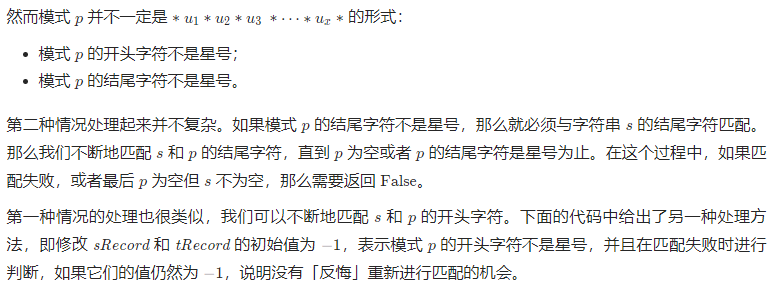 然而模式 p 并不一定是 * u₁ * u₂ * u₃ * ··· * uₓ * 的形式：
• 模式 p 的开头字符不是星号；
• 模式 p 的结尾字符不是星号。
第二种情况处理起来并不复杂。如果模式 p 的结尾字符不是星号，那么就必须与字符串 s 的结尾字符匹配。
那么我们不断地匹配 s 和 p 的结尾字符，直到 p 为空或者 p 的结尾字符是星号为止。在这个过程中，如果匹
配失败，或者最后 p 为空但 s 不为空，那么需要返回 False。
第一种情况的处理也很类似，我们可以不断地匹配 s 和 p 的开头字符。下面的代码中给出了另一种处理方
法，即修改 sRecord 和 tRecord 的初始值为 −1，表示模式 p 的开头字符不是星号，并且在匹配失败时进行
判断，如果它们的值仍然为 −1，说明没有「反悔」重新进行匹配的机会。